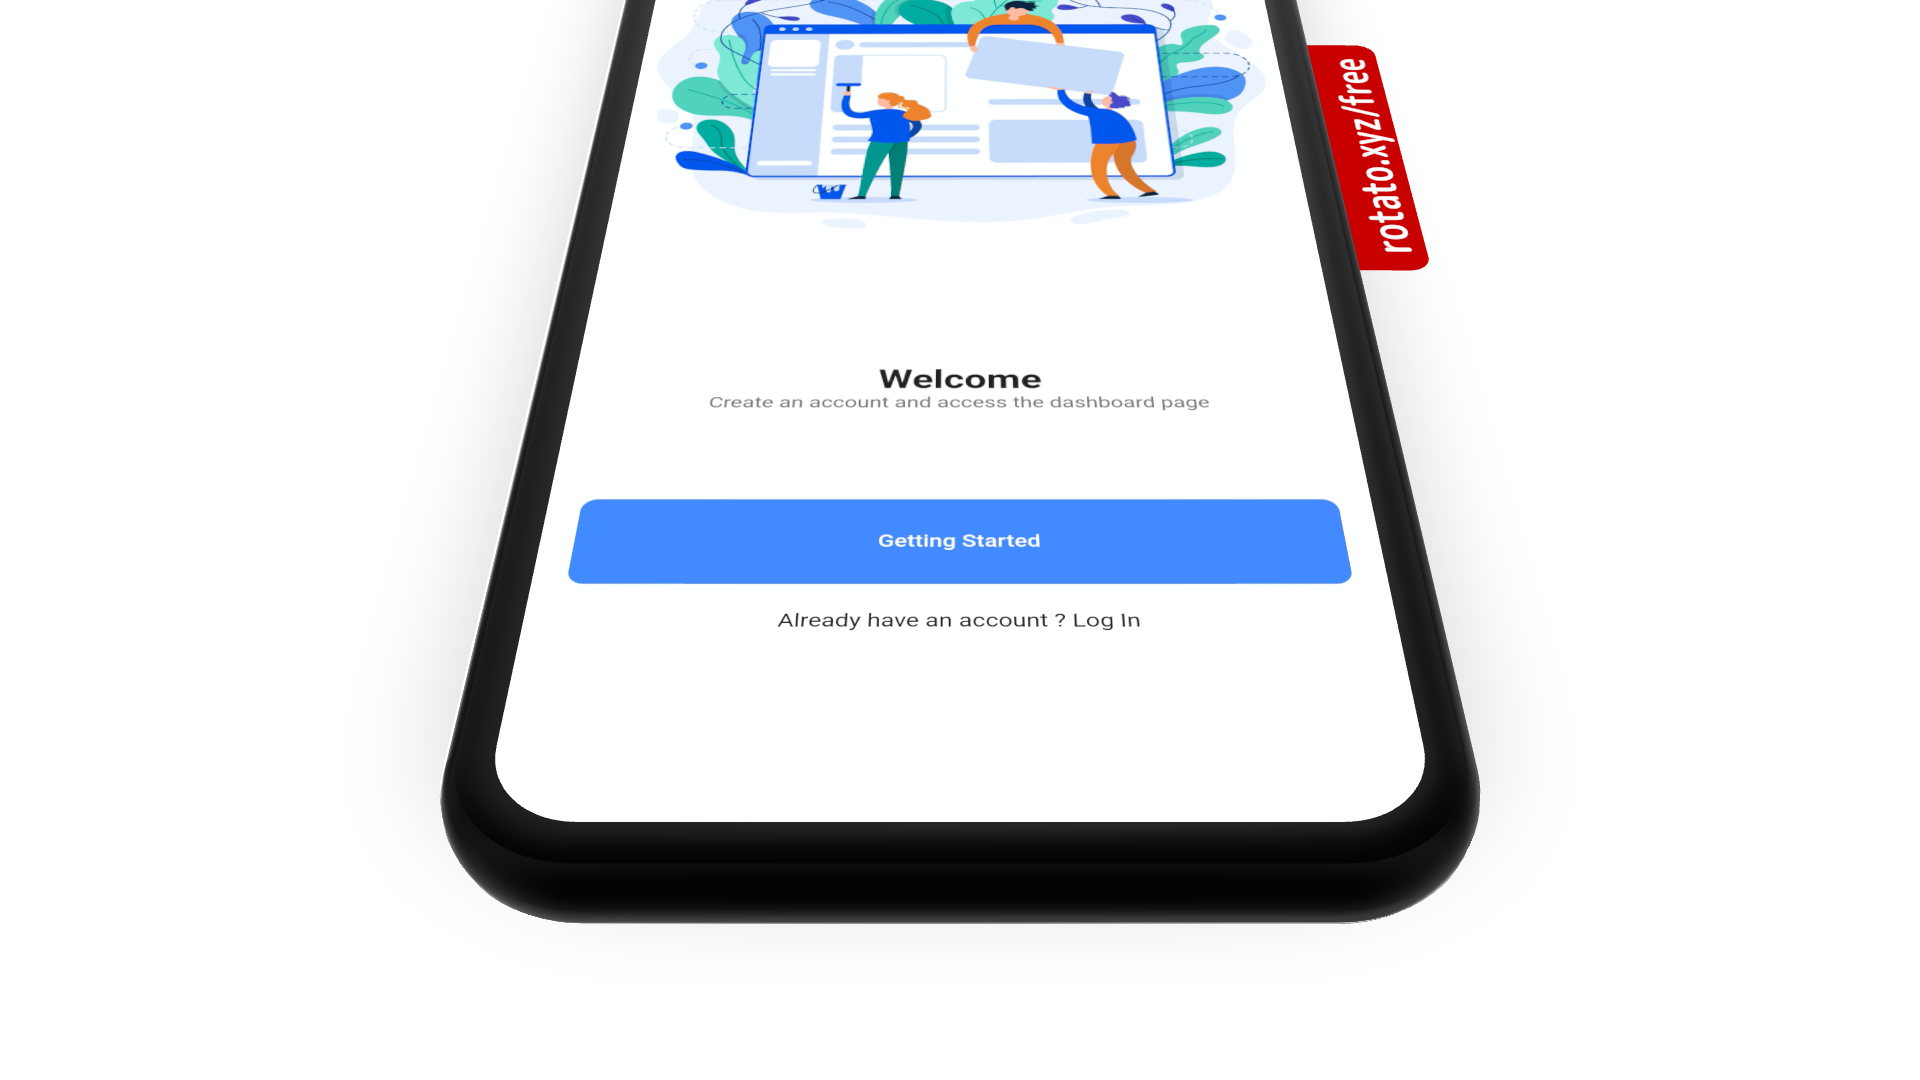 rotato.xyz/free
Welcome
Create an account and access the dashboard page
Getting Started
Already have an account ? Log In